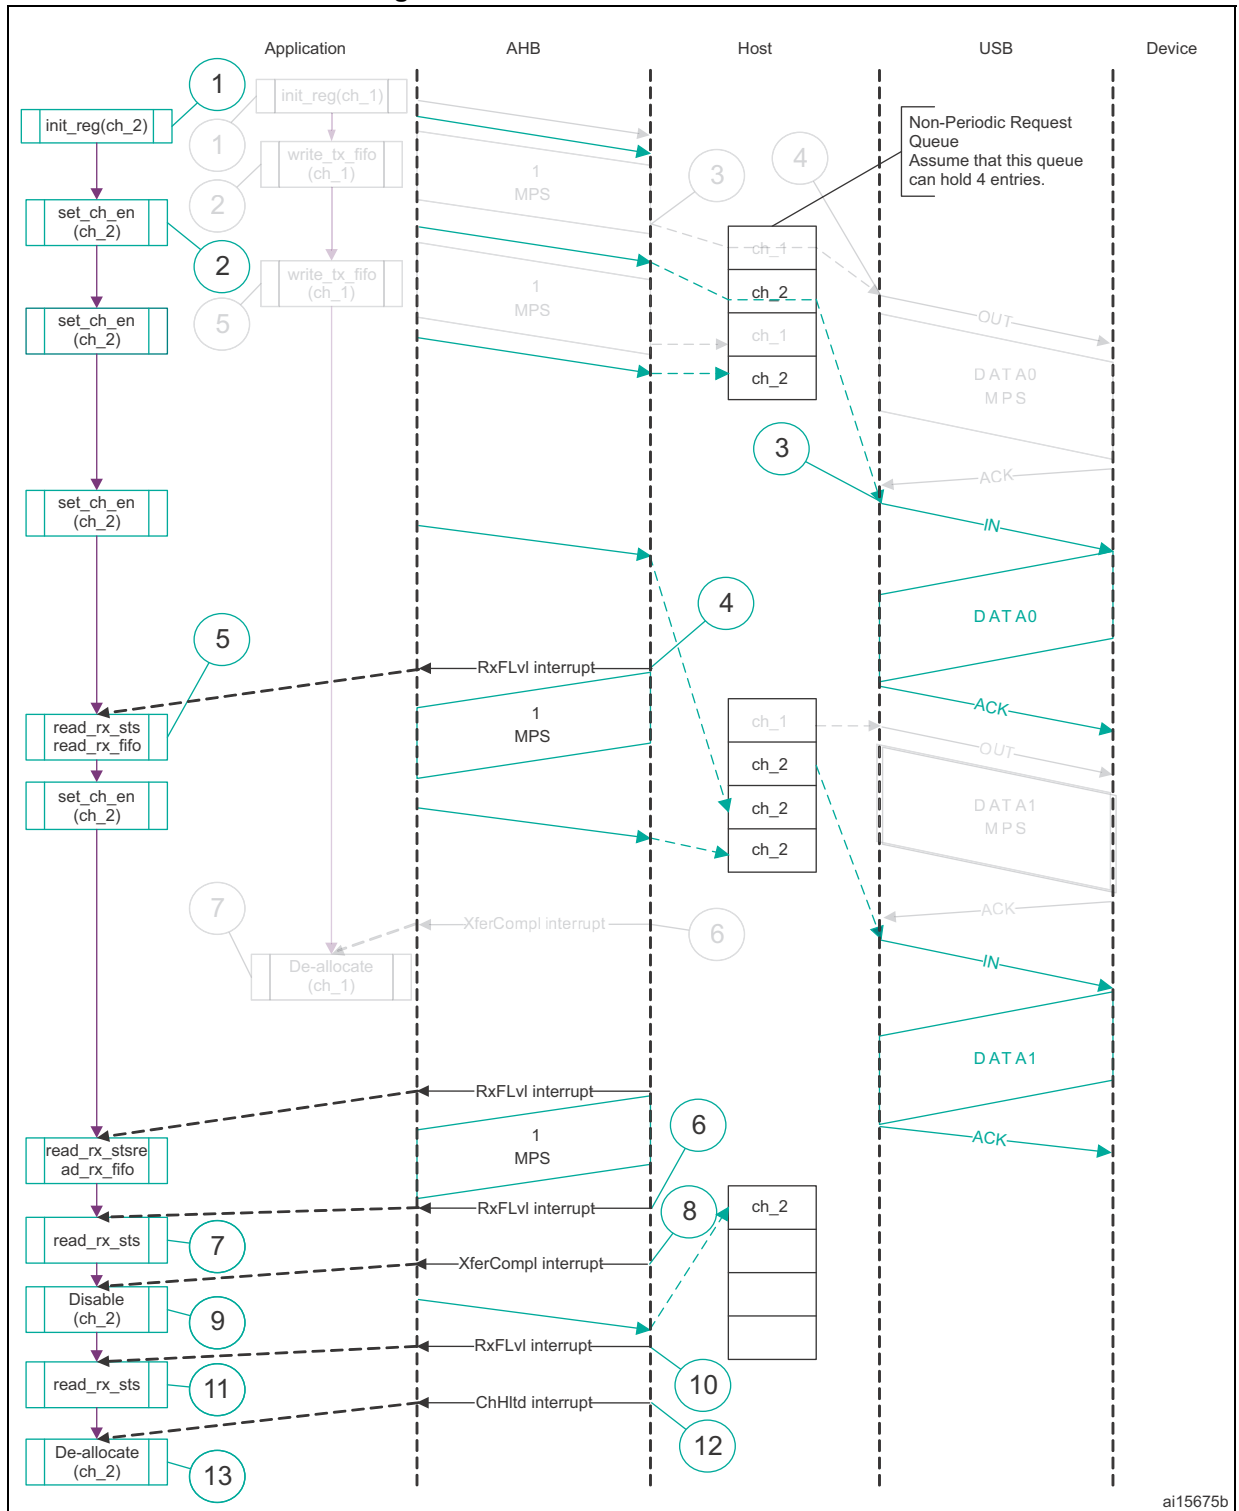 Application
AHB
Host
USB
Device
1
init_reg(ch_1)
init_reg(ch_2)
Non-Periodic Request
Queue
Assume that this queue
can hold 4 entries.
1
write_tx_fifo
(ch_1)
1
MPS
3
4
2
set_ch_en
(ch_2)
2
ch_1
write_tx_fifo
(ch_1)
1
MPS
ch_2
5
set_ch_en
(ch_2)
ch_1
OUT
ch_2
DATA0
MPS
3
ACK
set_ch_en
(ch_2)
IN
4
DATA0
5
RxFLvl interrupt
read_rx_sts
read_rx_fifo
1
MPS
ch_1
ACK
OUT
ch_2
set_ch_en
(ch_2)
ch_2
DATA1
MPS
ch_2
7
XferCompl interrupt
6
ACK
De-allocate
(ch_1)
IN
DATA1
RxFLvl interrupt
read_rx_stsre
ad_rx_fifo
1
MPS
6
ACK
RxFLvl interrupt
8
ch_2
read_rx_sts
7
XferCompl interrupt
Disable
(ch_2)
9
RxFLvl interrupt
read_rx_sts
11
10
ChHltd interrupt
12
De-allocate
(ch_2)
13
ai15675b